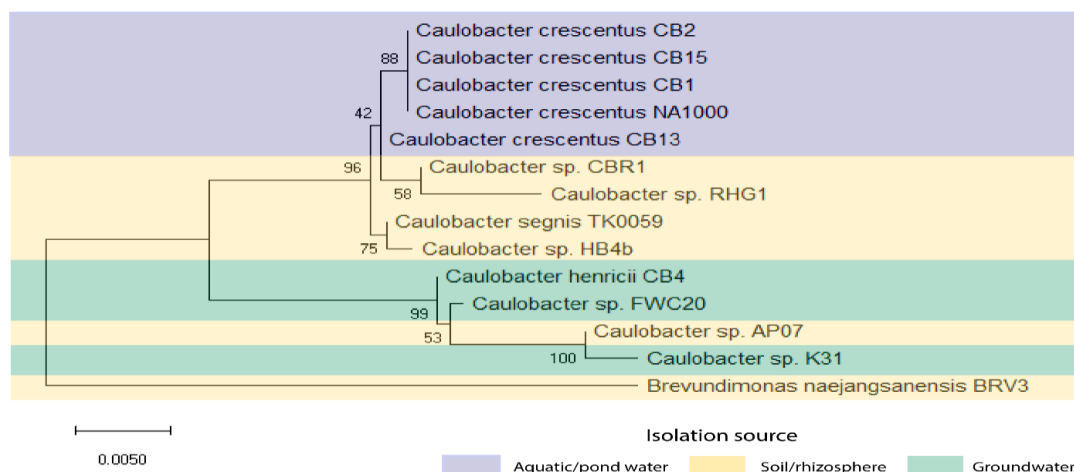 Caulobacter crescentus CB2
88
Caulobacter crescentus CB15
Caulobacter crescentus CB1
42
Caulobacter crescentus NA1000
Caulobacter crescentus CB13
96
Caulobacter sp. CBR1
58
Caulobacter sp. RHG1
Caulobacter segnis TK0059
75
Caulobacter sp. HB4b
Caulobacter henricii CB4
99
Caulobacter sp. FWC20
53
Caulobacter sp. AP07
100
Caulobacter sp. K31
Brevundimonas naejangsanensis BRV3
0.0050
Isolation source
Aquatic/pond water
Soil/rhizosphere
Groundwater